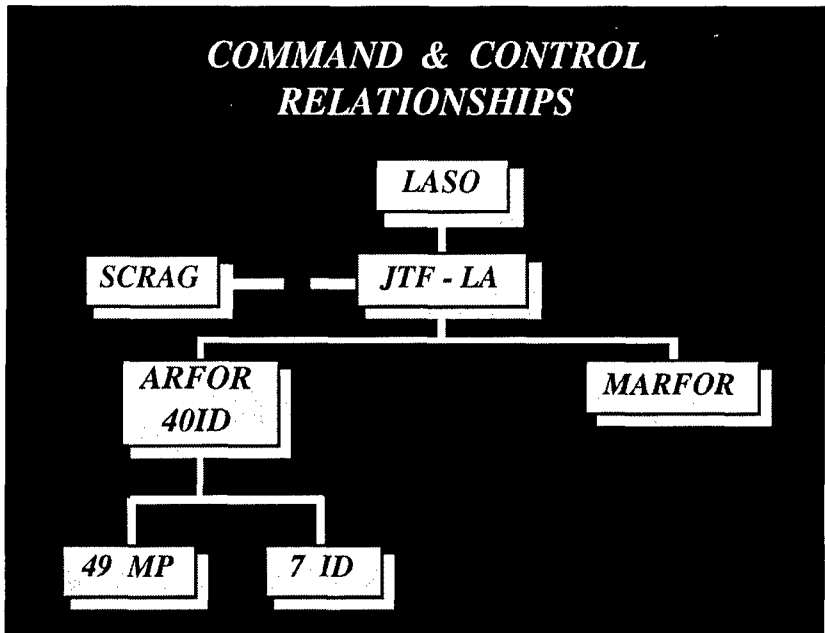 COMMAND & CONTROL
RELATIONSHIPS
LASO
SCRAG
JTF - LA
ARFOR
40ID
MARFOR
49 MP
7 ID